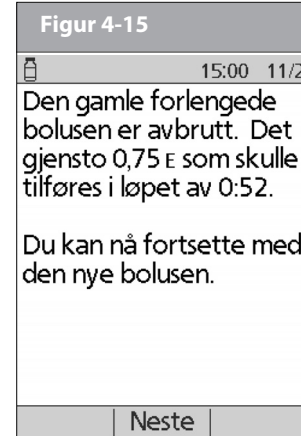 Figur 4-15
15:00 11/2
Den gamle forlengede
bolusen er avbrutt. Det
gjensto 0,75 E som skulle
tilføres i løpet av 0:52.
Du kan nå fortsette med
den nye bolusen.
Neste